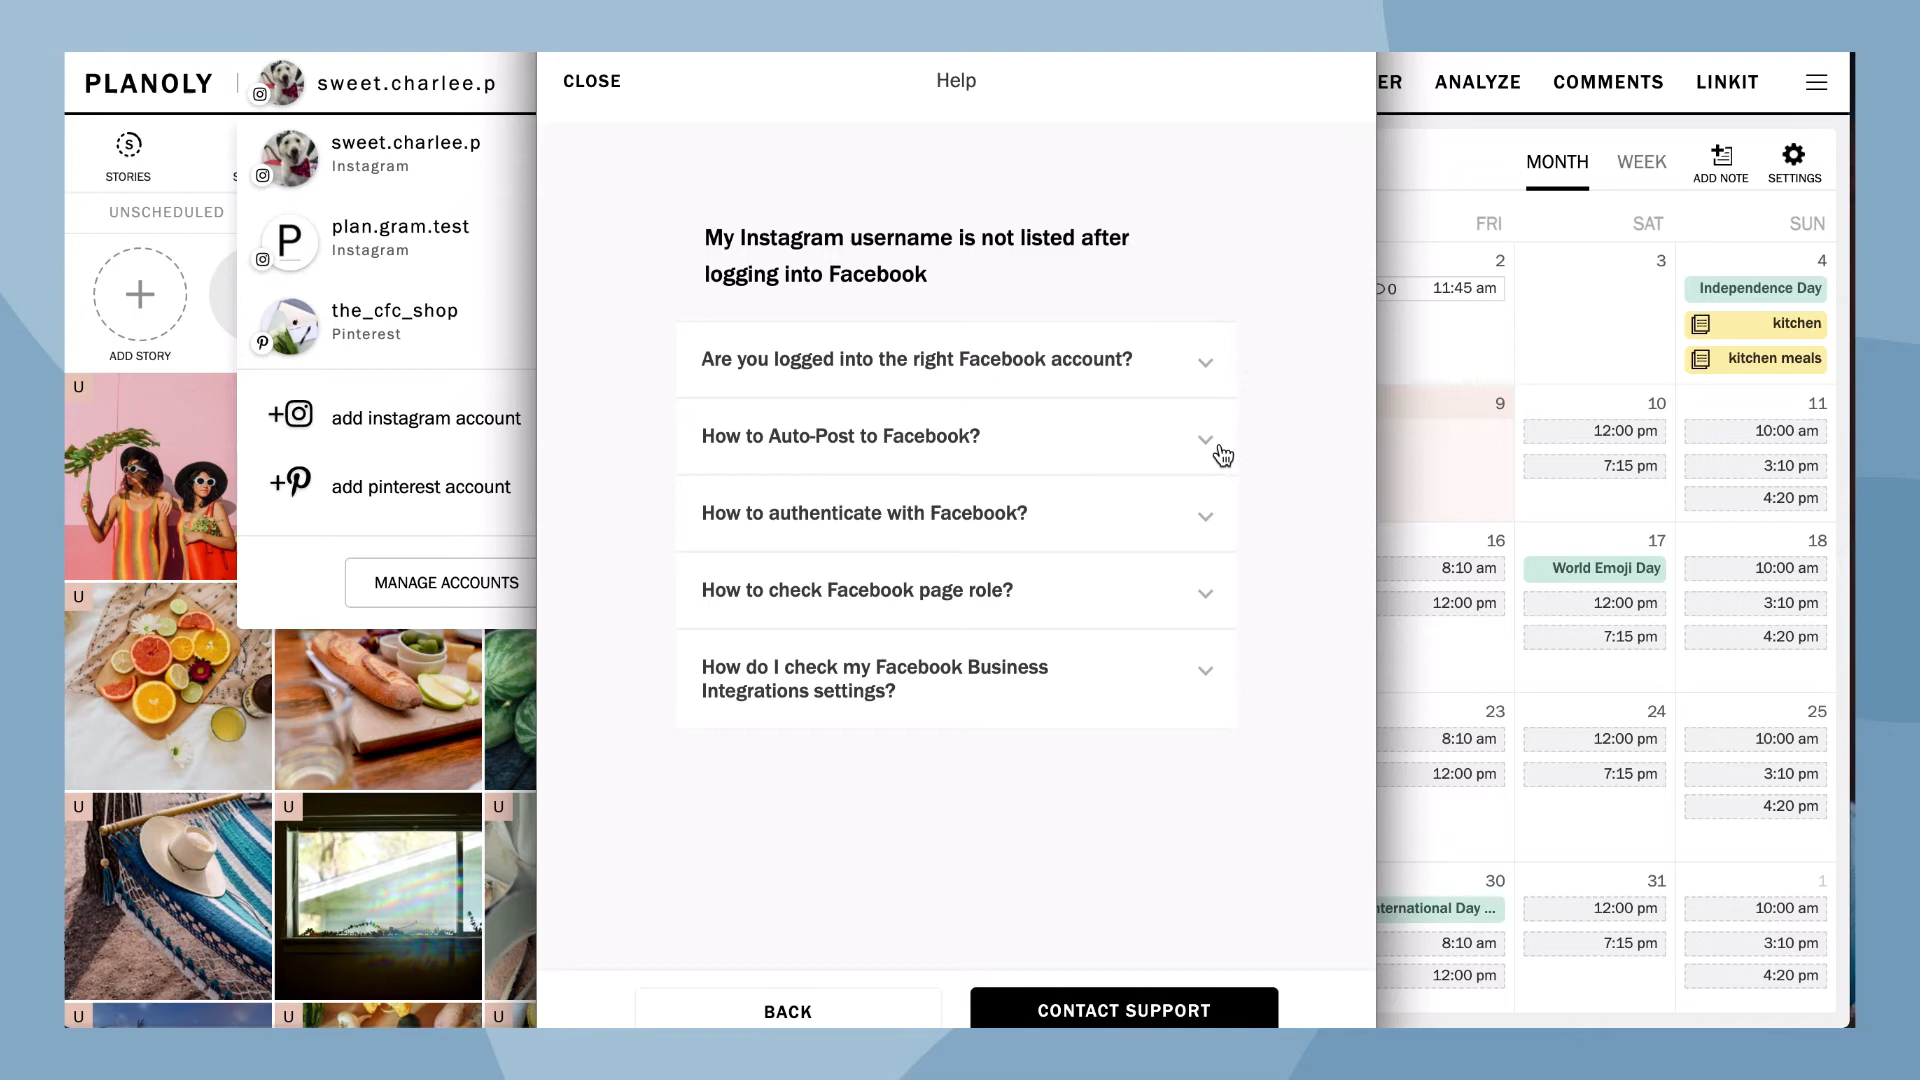 PLANOLY
sweet.charlee.p
STORIES
UNSCHEDULED
ADD STORY
sweet.charlee.p
Instagram
plan.gram.test
Instagram
the_cfc_shop
Pinterest
add instagram account
add pinterest account
MANAGE ACCOUNTS
U
U
U
U
U
U
U
U
CLOSE
Help
My Instagram username is not listed after
logging into Facebook
Are you logged into the right Facebook account?
How to Auto-Post to Facebook?
How to authenticate with Facebook?
How to check Facebook page role?
How do I check my Facebook Business
Integrations settings?
BACK
CONTACT SUPPORT
ER
ANALYZE
COMMENTS
LINKIT
MONTH
WEEK
ADD NOTE
SETTINGS
FRI
SAT
SUN
2
3
4
0
11:45 am
Independence Day
kitchen
kitchen meals
9
10
11
12:00 pm
10:00 am
7:15 pm
3:10 pm
4:20 pm
16
17
18
8:10 am
World Emoji Day
10:00 am
12:00 pm
12:00 pm
3:10 pm
7:15 pm
4:20 pm
23
24
25
8:10 am
12:00 pm
10:00 am
12:00 pm
7:15 pm
3:10 pm
4:20 pm
30
31
1
nternational Day ...
12:00 pm
10:00 am
8:10 am
7:15 pm
3:10 pm
12:00 pm
4:20 pm